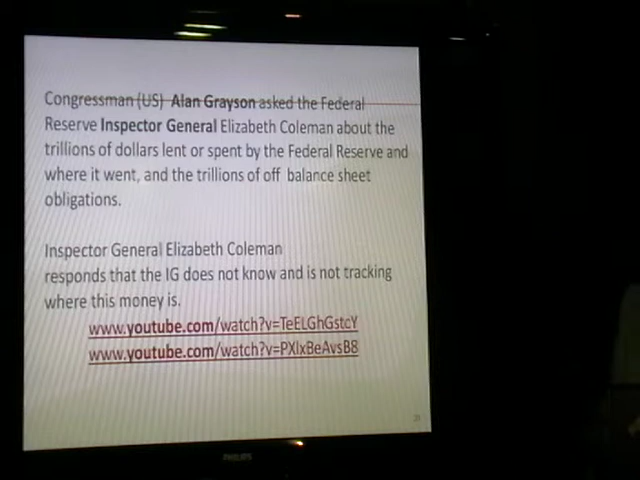 Congressman (US) Alan Grayson asked the Federal
Reserve Inspector General Elizabeth Coleman about the
trillions of dollars lent or spent by the Federal Reserve and
where it went, and the trillions of off balance sheet
obligations.
Inspector General Elizabeth Coleman
responds that the IG does not know and is not tracking
where this money is.
www.youtube.com/watch?v=TeELGhGstcY
www.youtube.com/watch?v=PXlxBeAvsB8
PHILIPS